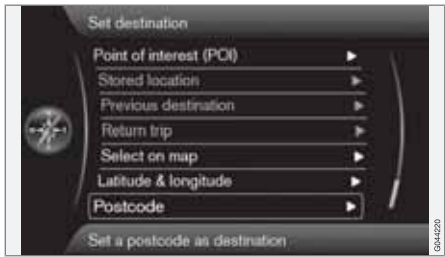 Set destination
Point of interest (POI)
Stored location
Previous destination
Return trip
Select on map
Latitude & longitude
Postcode
Set a postcode as destination
G044220